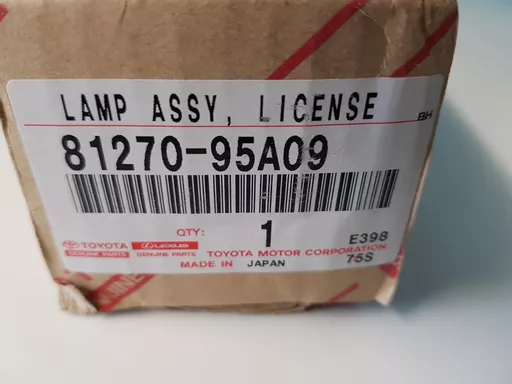 LAMP ASSY, LICENSE
BH
81270-95A09
QTY: 1 E398
TOYOTA LEXUS TOYOTA MOTOR CORPORATION
GENUINE PARTS GENUINE PARTS 75S
MADE IN JAPAN